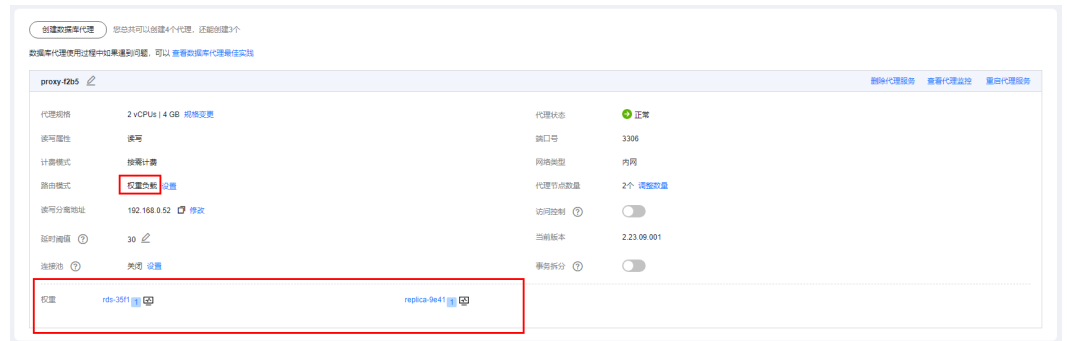 创建数据库代理 您总共可以创建4个代理，还能创建3个
数据库代理使用过程中如果遇到问题，可以 查看数据库代理最佳实践
proxy-f2b5 删除代理服务 查看代理监控 重启代理服务
代理规格 2 vCPUs | 4 GB 规格变更 代理状态 正常
读写属性 读写 端口号 3306
计费模式 按需计费 网络类型 内网
路由模式 权重负载 设置 代理节点数量 2个 调整数量
读写分离地址 192.168.0.52 修改 访问控制 ?
延时阈值 ? 30 当前版本 2.23.09.001
连接池 ? 关闭 设置 事务拆分 ?
权重 rds-35f1 1 replica-9e41 1